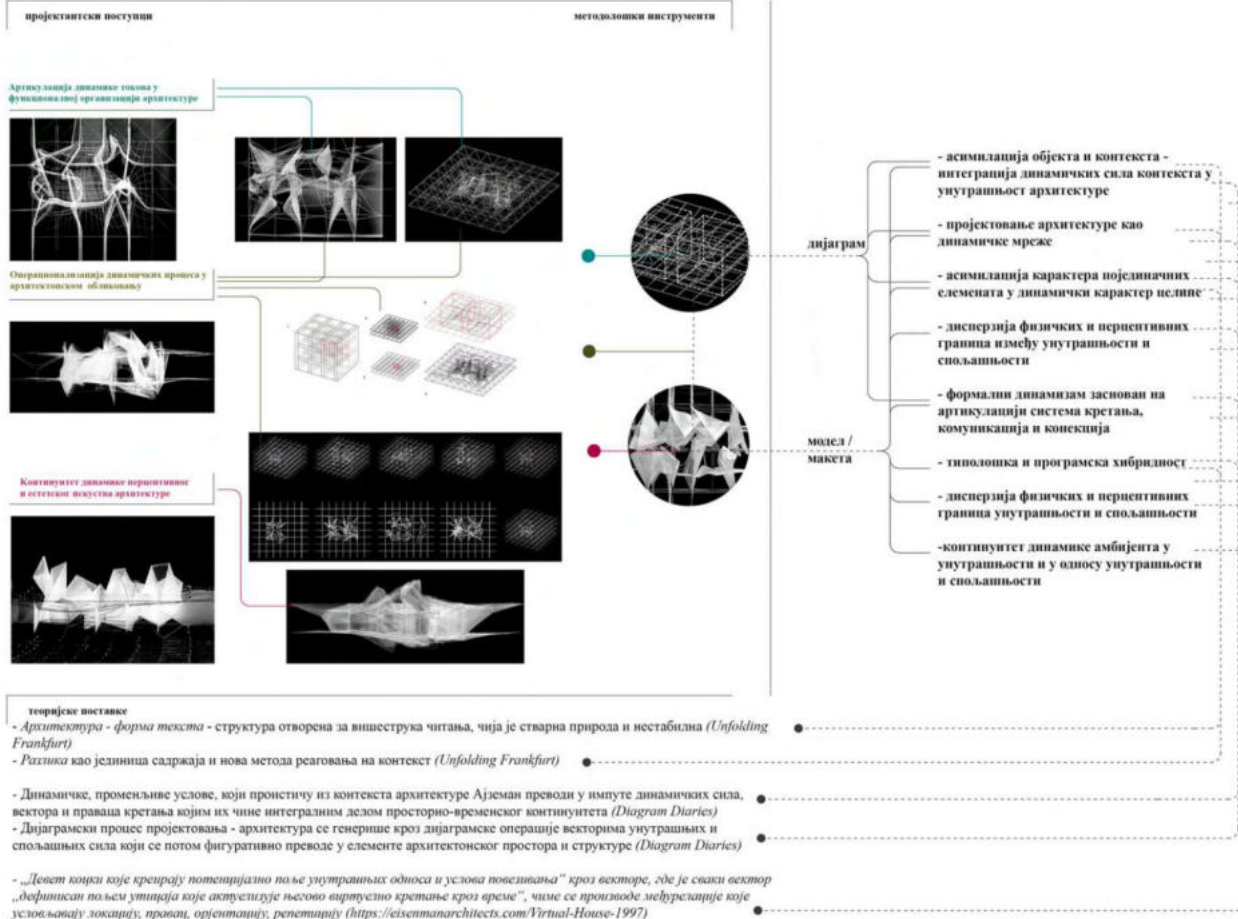 пројектантски поступци
методолошки инструменти
Артикулација динамике токова у
функционалној организацији архитектуре
Операционализација динамичких процеса у
архитектонском обликовању
Континуитет динамике перцептивног
и естетског искуства архитектуре
дијаграм
модел /
макета
- асимилација објекта и контекста -
интеграција динамичких сила контекста у
унутрашњост архитектуре
- пројектовање архитектуре као
динамичке мреже
- асимилација карактера појединачних
елемената у динамички карактер целине
- дисперзија физичких и перцептивних
граница између унутрашњости и
спољашњости
- формални динамизам заснован на
артикулацији система кретања,
комуникација и конекција
- типолошка и програмска хибридност
- дисперзија физичких и перцептивних
граница унутрашњости и спољашњости
-континуитет динамике амбијента у
унутрашњости и у односу унутрашњости
и спољашњости
теоријске поставке
- Архитектура - форма текста - структура отворена за вишеструка читања, чија је стварна природа и нестабилна (Unfolding
Frankfurt)
- Разлика као јединица садржаја и нова метода реаговања на контекст (Unfolding Frankfurt)
- Динамичке, променљиве услове, који проистичу из контекста архитектуре Ајземан преводи у импуте динамичких сила,
вектора и праваца кретања којим их чине интегралним делом просторно-временског континуитета (Diagram Diaries)
- Дијаграмски процес пројектовања - архитектура се генерише кроз дијаграмске операције векторима унутрашњих и
спољашњих сила који се потом фигуративно преводе у елементе архитектонског простора и структуре (Diagram Diaries)
- „Девет коцки које креирају потенцијално поље унутрашњих односа и услова повезивања“ кроз векторе, где је сваки вектор
„дефинисан пољем утицаја које актуелизује његово виртуелно кретање кроз време“, чиме се производе међурелације које
условљавају локацију, правац, орјентацију, репетицију (https://eisenmanarchitects.com/Virtual-House-1997)